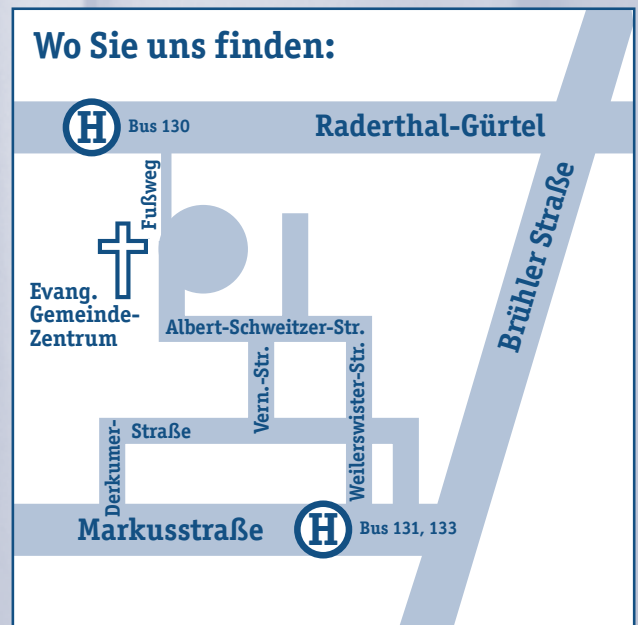 Wo Sie uns finden:
H Bus 130
Raderthal-Gürtel
Fußweg
Brühler Straße
Evang.
Gemeinde-
Zentrum
Albert-Schweitzer-Str.
Vern.-Str.
Weilerswister-Str.
Derkumer-
Straße
Markusstraße
H Bus 131, 133